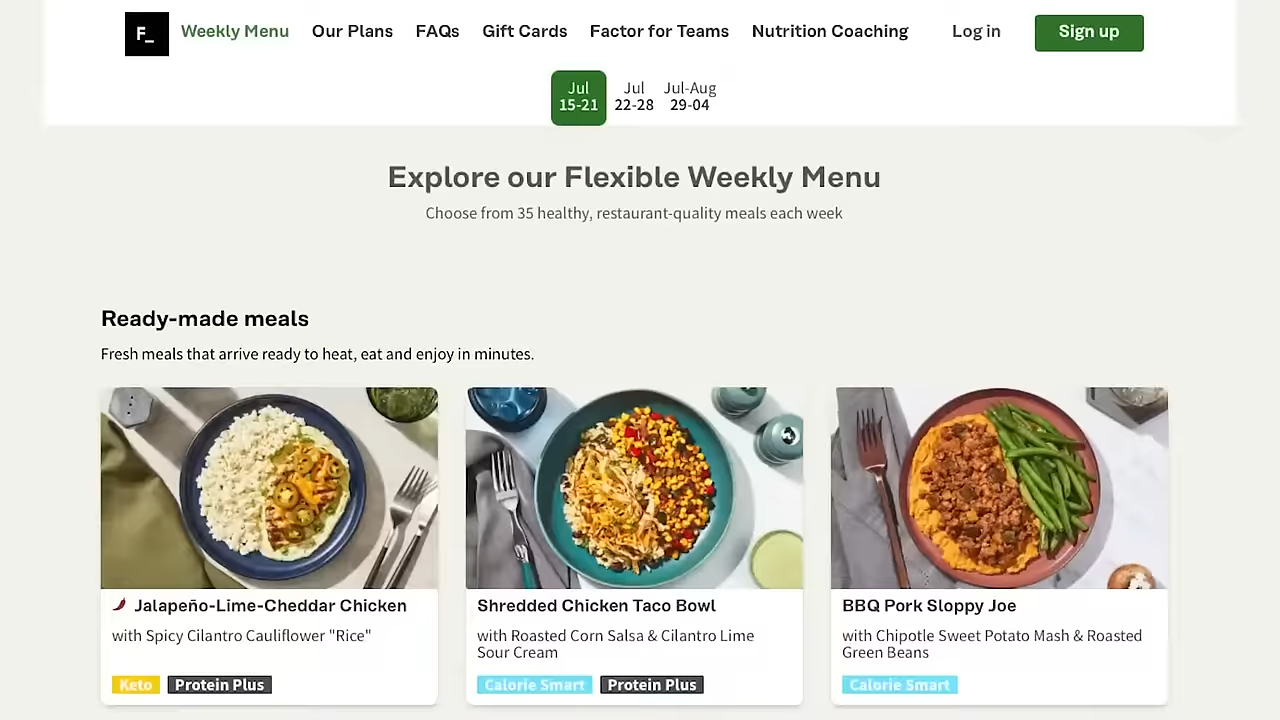 F_ Weekly Menu Our Plans FAQs Gift Cards Factor for Teams Nutrition Coaching Log in Sign up
Jul Jul Jul-Aug
15-21 22-28 29-04
Explore our Flexible Weekly Menu
Choose from 35 healthy, restaurant-quality meals each week
Ready-made meals
Fresh meals that arrive ready to heat, eat and enjoy in minutes.
Jalapeño-Lime-Cheddar Chicken
with Spicy Cilantro Cauliflower "Rice"
Keto Protein Plus
Shredded Chicken Taco Bowl
with Roasted Corn Salsa & Cilantro Lime
Sour Cream
Calorie Smart Protein Plus
BBQ Pork Sloppy Joe
with Chipotle Sweet Potato Mash & Roasted
Green Beans
Calorie Smart